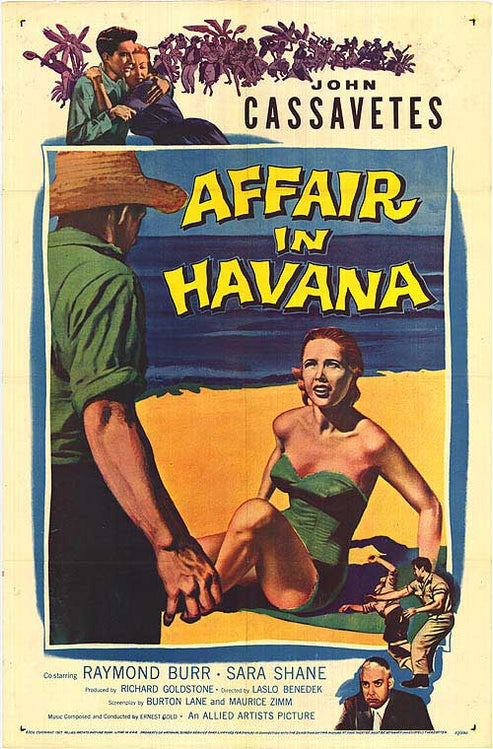 JOHN
CASSAVETES
AFFAIR
IN
HAVANA
Co-starring RAYMOND BURR · SARA SHANE
Produced by RICHARD GOLDSTONE · Directed by LASLO BENEDEK
Screenplay by BURTON LANE and MAURICE ZIMM
Music Composed and Conducted by ERNEST GOLD · An ALLIED ARTISTS PICTURE